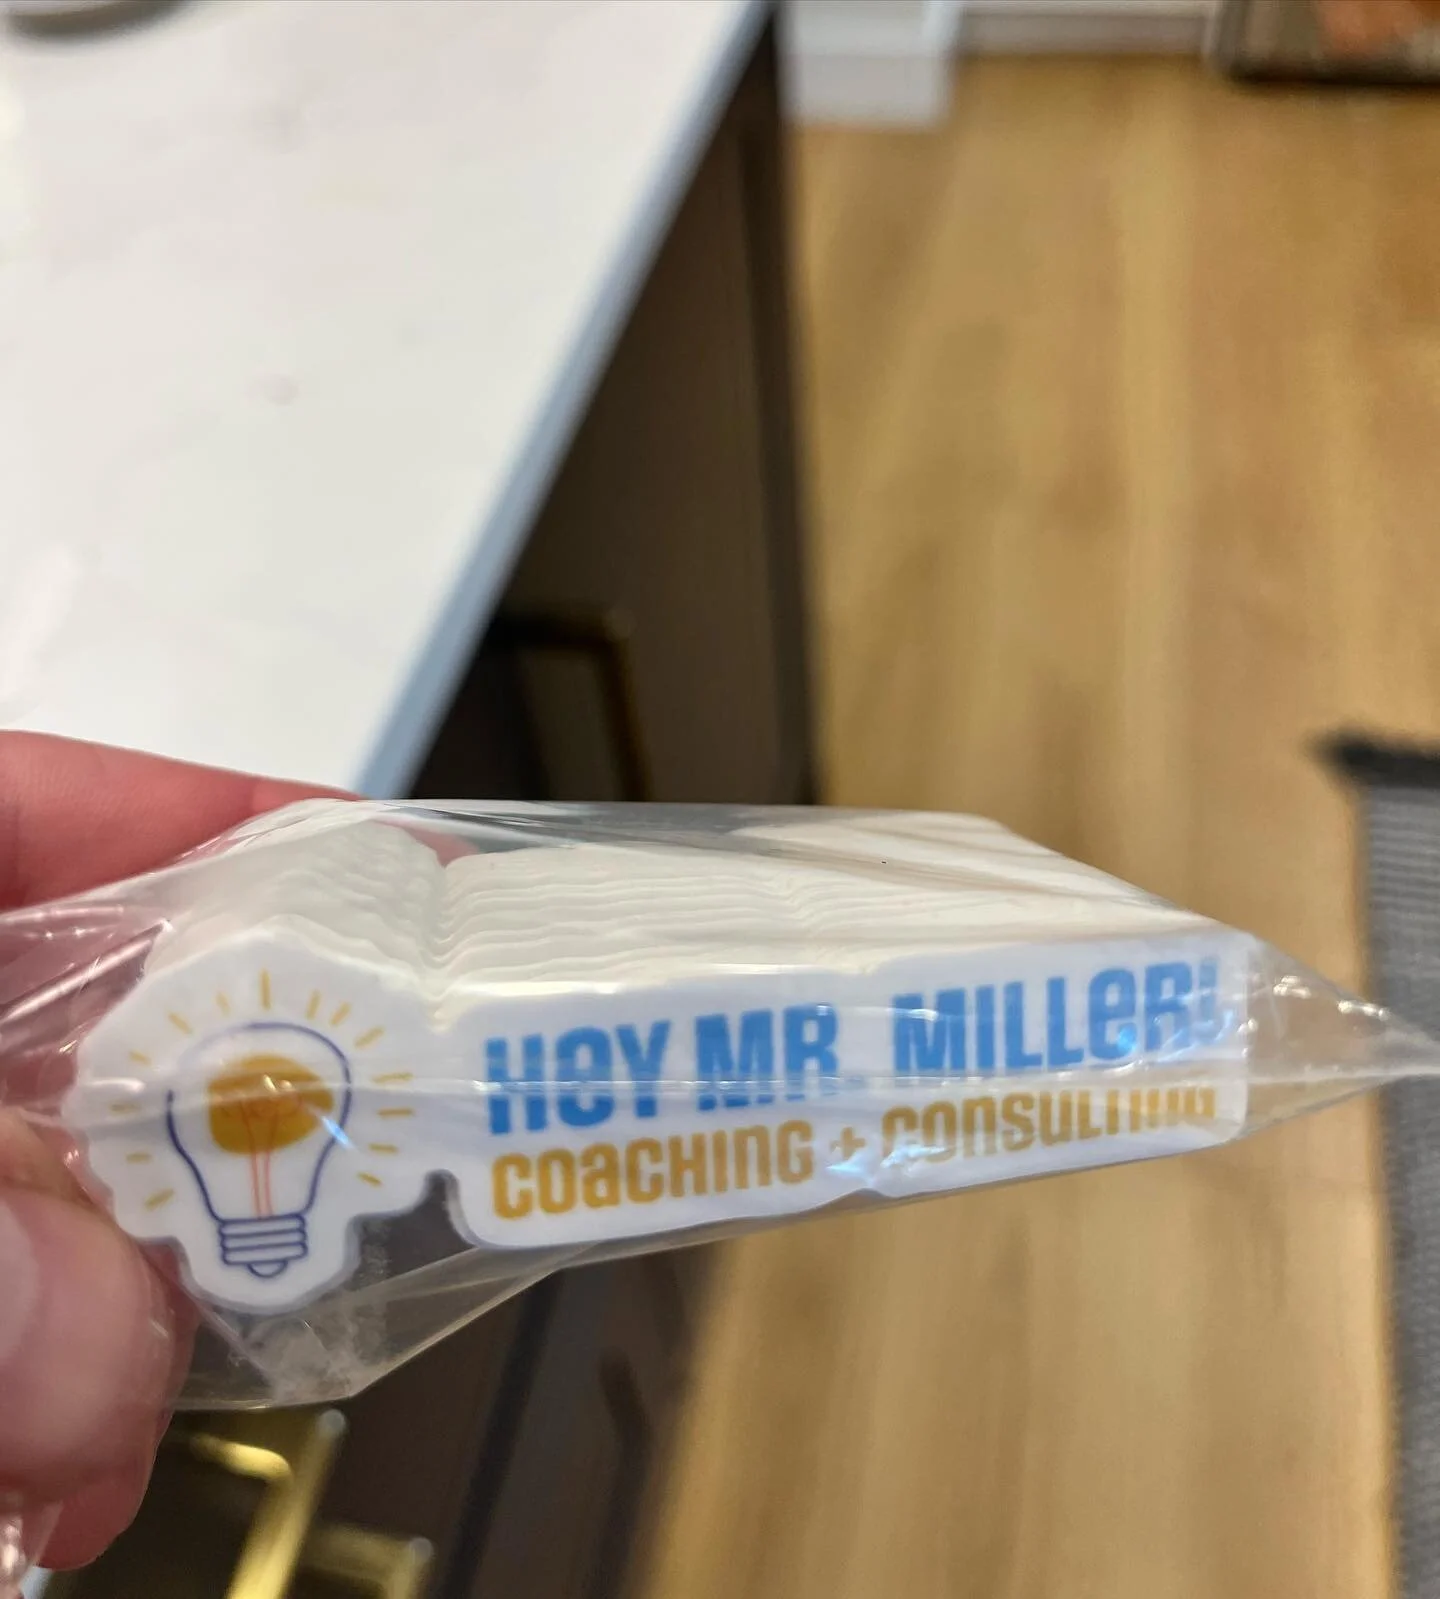 HeY MR. MILLeR!
COaCHING + CONSULTING